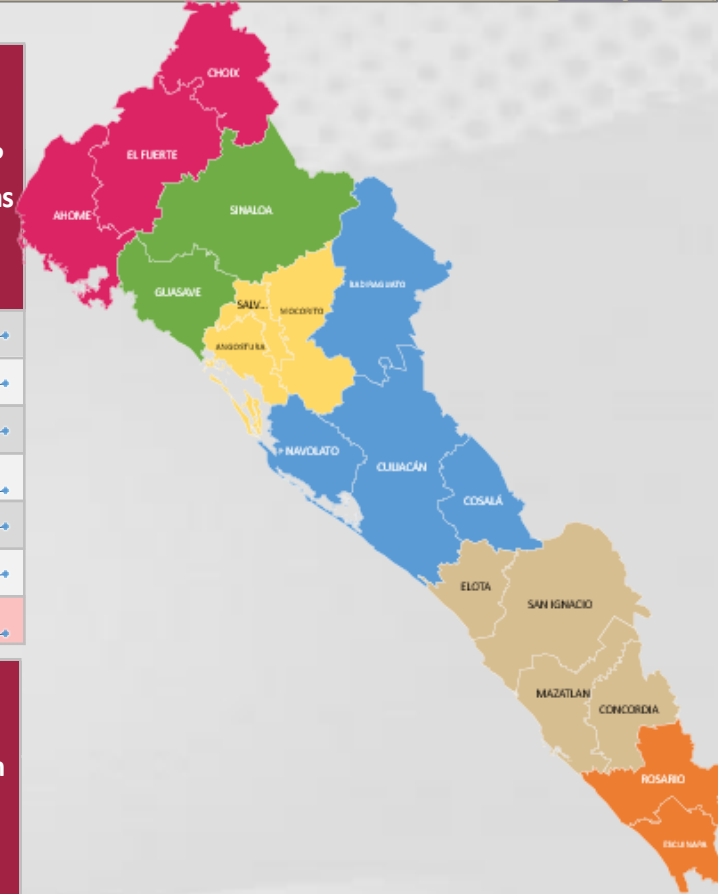 CHOIX
EL FUERTE
AHOME
SINALOA
GUASAVE
BADIRAGUATO
SALV...
MOCORITO
ANGOSTURA
NAVOLATO
CULIACÁN
COSALÁ
ELOTA
SAN IGNACIO
MAZATLAN
CONCORDIA
ROSARIO
ESCUINAPA
as
n